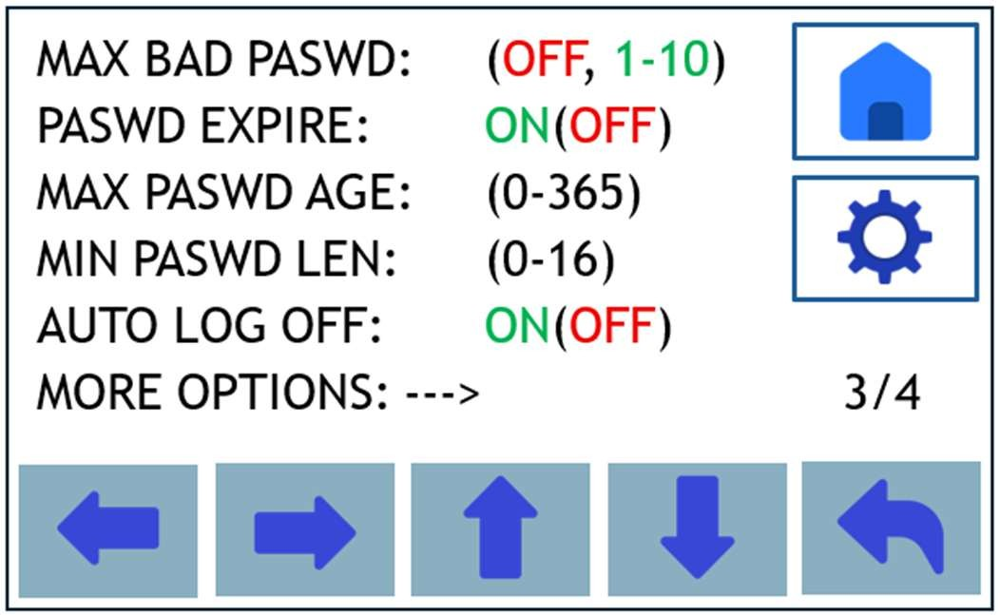 MAX BAD PASWD: (OFF, 1-10)
PASWD EXPIRE: ON(OFF)
MAX PASWD AGE: (0-365)
MIN PASWD LEN: (0-16)
AUTO LOG OFF: ON(OFF)
MORE OPTIONS: ---> 3/4